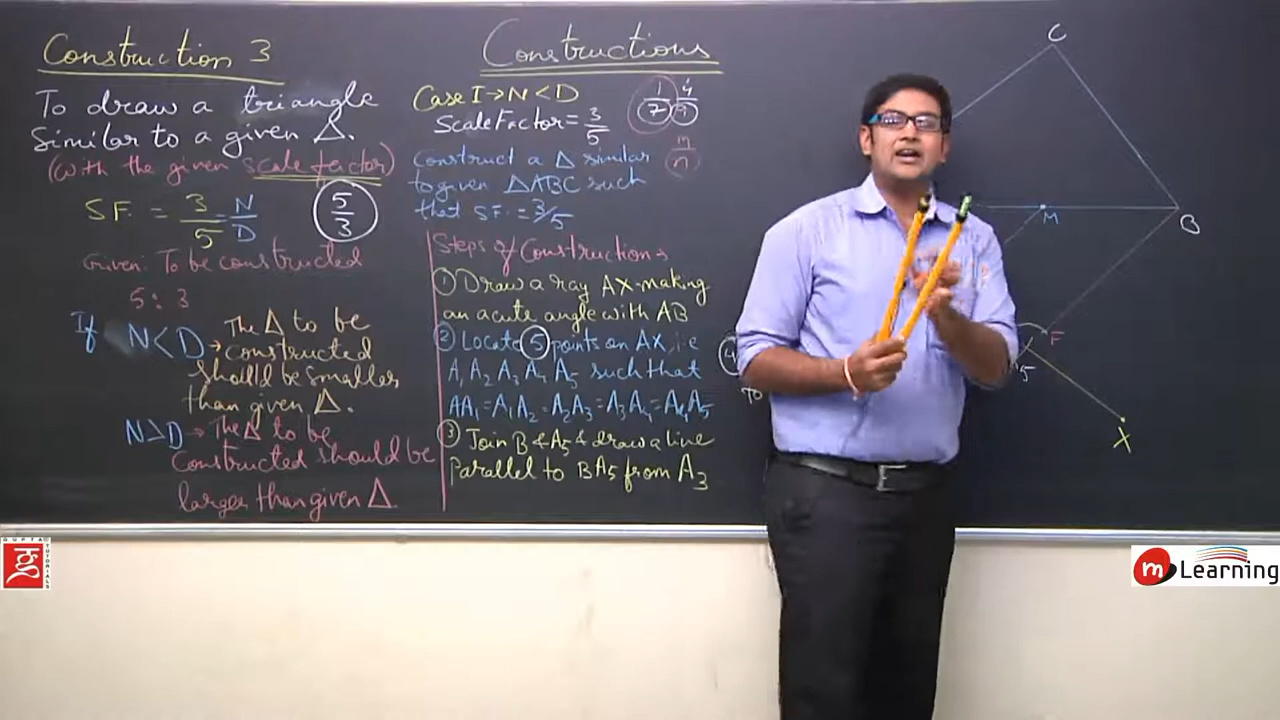 Construction 3
To draw a triangle
Similar to a given Δ.
(with the given scale factor)
S.F. = 3/5 = N/D
5/3
Given : To be constructed
5 : 3
If N<D → The Δ to be
constructed
should be smaller
than given Δ.
N>D → The Δ to be
constructed should be
larger than given Δ.
Constructions
Case I → N < D
Scale Factor = 3/5
1/7 4/7
m/n
Construct a Δ similar
to given ΔABC such
that S.F. = 3/5
Steps of Construction →
① Draw a ray AX making
an acute angle with AB
② Locate 5 points on AX, i.e
A₁ A₂ A₃ A₄ A₅ such that
AA₁ = A₁A₂ = A₂A₃ = A₃A₄ = A₄A₅
③ Join B & A₅ & draw a line
parallel to BA₅ from A₃
④
To
C
M
B
F
5
X
GUPTA TUTORIALS
m Learning